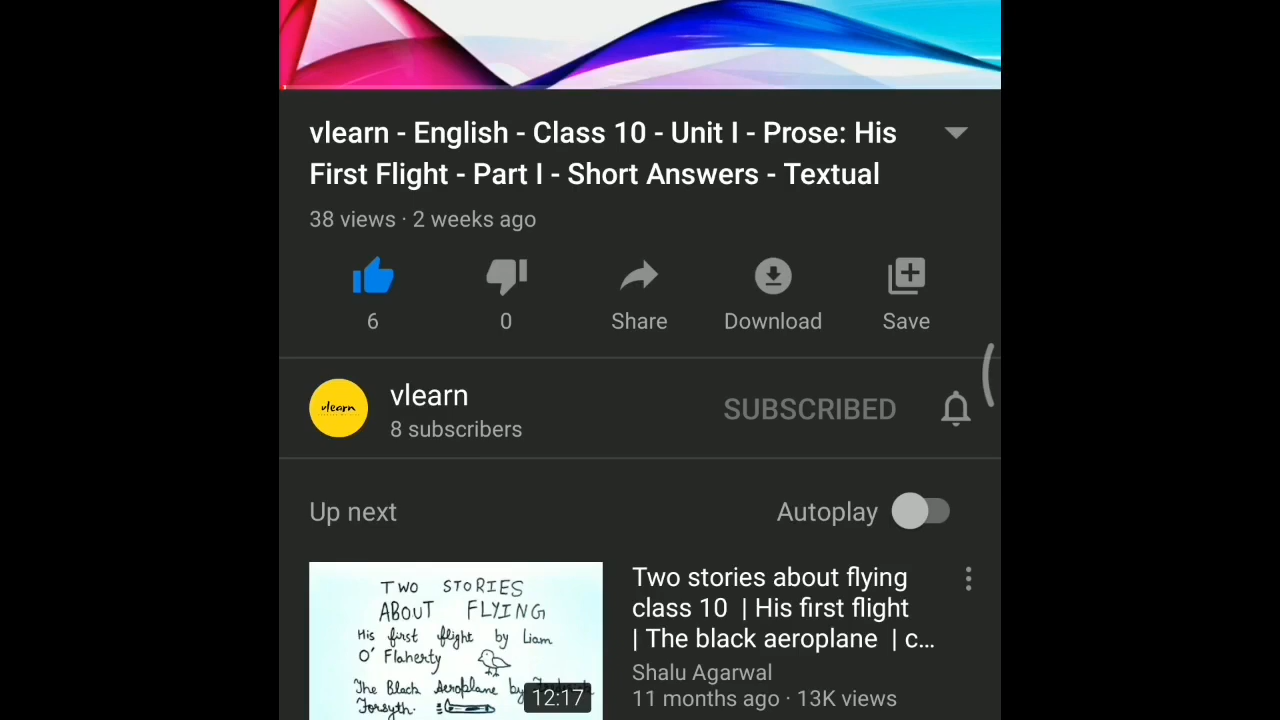 vlearn - English - Class 10 - Unit I - Prose: His
First Flight - Part I - Short Answers - Textual
38 views · 2 weeks ago
6
0
Share
Download
Save
vlearn
vlearn
8 subscribers
SUBSCRIBED
Up next
Autoplay
TWO STORIES
ABOUT FLYING
His first flight by Liam
O' Flaherty
The Black Aeroplane by
Forsyth.
12:17
Two stories about flying
class 10 | His first flight
| The black aeroplane | c...
Shalu Agarwal
11 months ago · 13K views